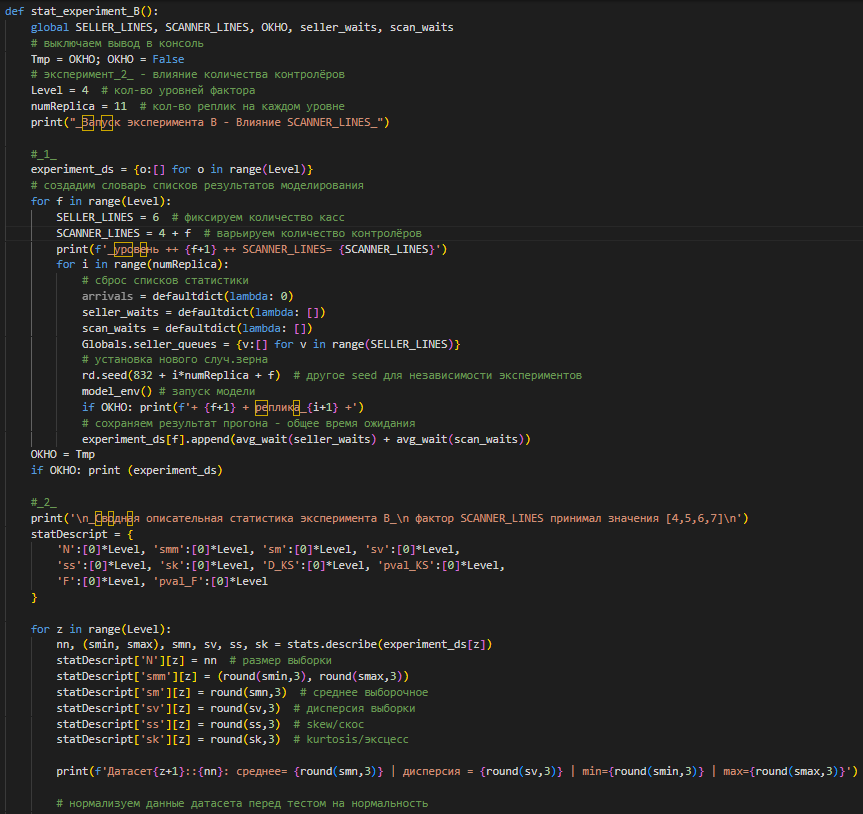 def stat_experiment_B():
    global SELLER_LINES, SCANNER_LINES, OKHO, seller_waits, scan_waits
    # выключаем вывод в консоль
    Tmp = OKHO; OKHO = False
    # эксперимент_2_ - влияние количества контролёров
    Level = 4  # кол-во уровней фактора
    numReplica = 11  # кол-во реплик на каждом уровне
    print("_Запуск эксперимента B - Влияние SCANNER_LINES_")
    #_1_
    experiment_ds = {o:[] for o in range(Level)}
    # создадим словарь списков результатов моделирования
    for f in range(Level):
        SELLER_LINES = 6  # фиксируем количество касс
        SCANNER_LINES = 4 + f  # варьируем количество контролёров
        print(f'_уровень ++ {f+1} ++ SCANNER_LINES= {SCANNER_LINES}')
        for i in range(numReplica):
            # сброс списков статистики
            arrivals = defaultdict(lambda: 0)
            seller_waits = defaultdict(lambda: [])
            scan_waits = defaultdict(lambda: [])
            Globals.seller_queues = {v:[] for v in range(SELLER_LINES)}
            # установка нового случ.зерна
            rd.seed(832 + i*numReplica + f)  # другое seed для независимости экспериментов
            model_env() # запуск модели
            if OKHO: print(f'+ {f+1} + реплика_{i+1} +')
            # сохраняем результат прогона - общее время ожидания
            experiment_ds[f].append(avg_wait(seller_waits) + avg_wait(scan_waits))
    OKHO = Tmp
    if OKHO: print (experiment_ds)
    #_2_
    print('\n_Сводная описательная статистика эксперимента B_\n фактор SCANNER_LINES принимал значения [4,5,6,7]\n')
    statDescript = {
        'N':[0]*Level, 'smm':[0]*Level, 'sm':[0]*Level, 'sv':[0]*Level,
        'ss':[0]*Level, 'sk':[0]*Level, 'D_KS':[0]*Level, 'pval_KS':[0]*Level,
        'F':[0]*Level, 'pval_F':[0]*Level
    }
    for z in range(Level):
        nn, (smin, smax), smn, sv, ss, sk = stats.describe(experiment_ds[z])
        statDescript['N'][z] = nn  # размер выборки
        statDescript['smm'][z] = (round(smin,3), round(smax,3))
        statDescript['sm'][z] = round(smn,3)  # среднее выборочное
        statDescript['sv'][z] = round(sv,3)  # дисперсия выборки
        statDescript['ss'][z] = round(ss,3)  # skew/скос
        statDescript['sk'][z] = round(sk,3)  # kurtosis/эксцесс
        print(f'Датасет{z+1}::{nn}: среднее= {round(smn,3)} | дисперсия = {round(sv,3)} | min={round(smin,3)} | max={round(smax,3)}')
        # нормализуем данные датасета перед тестом на нормальность